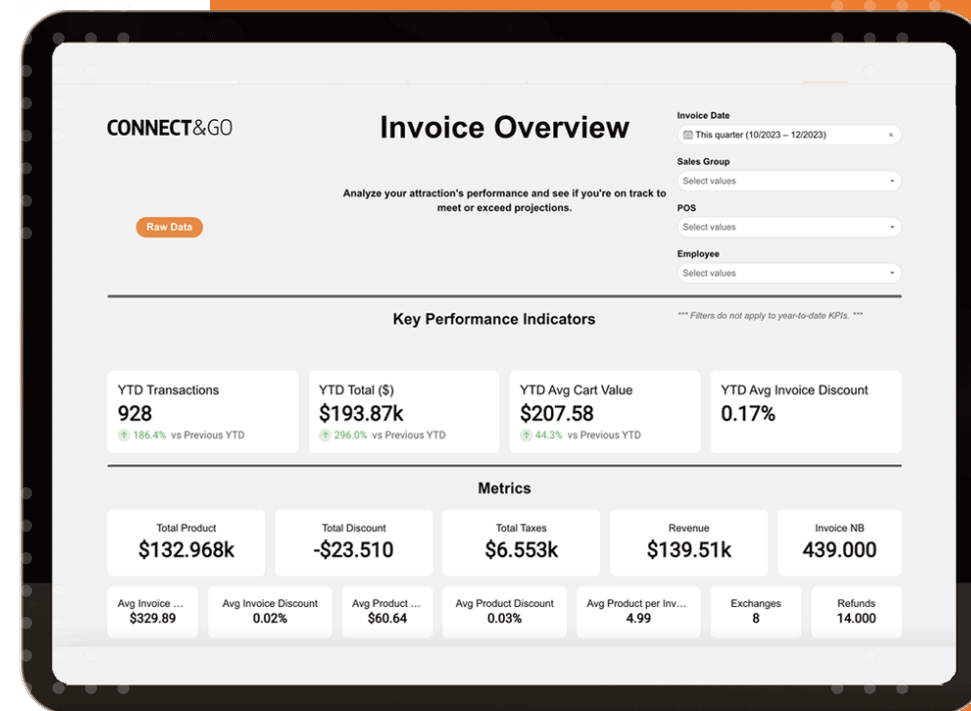 CONNECT&GO
Invoice Overview
Analyze your attraction's performance and see if you're on track to
meet or exceed projections.
Raw Data
Invoice Date
This quarter (10/2023 – 12/2023)
Sales Group
Select values
POS
Select values
Employee
Select values
Key Performance Indicators
*** Filters do not apply to year-to-date KPIs. ***
YTD Transactions
928
186.4% vs Previous YTD
YTD Total ($)
$193.87k
296.0% vs Previous YTD
YTD Avg Cart Value
$207.58
44.3% vs Previous YTD
YTD Avg Invoice Discount
0.17%
Metrics
Total Product
$132.968k
Total Discount
-$23.510
Total Taxes
$6.553k
Revenue
$139.51k
Invoice NB
439.000
Avg Invoice ...
$329.89
Avg Invoice Discount
0.02%
Avg Product ...
$60.64
Avg Product Discount
0.03%
Avg Product per Inv...
4.99
Exchanges
8
Refunds
14.000